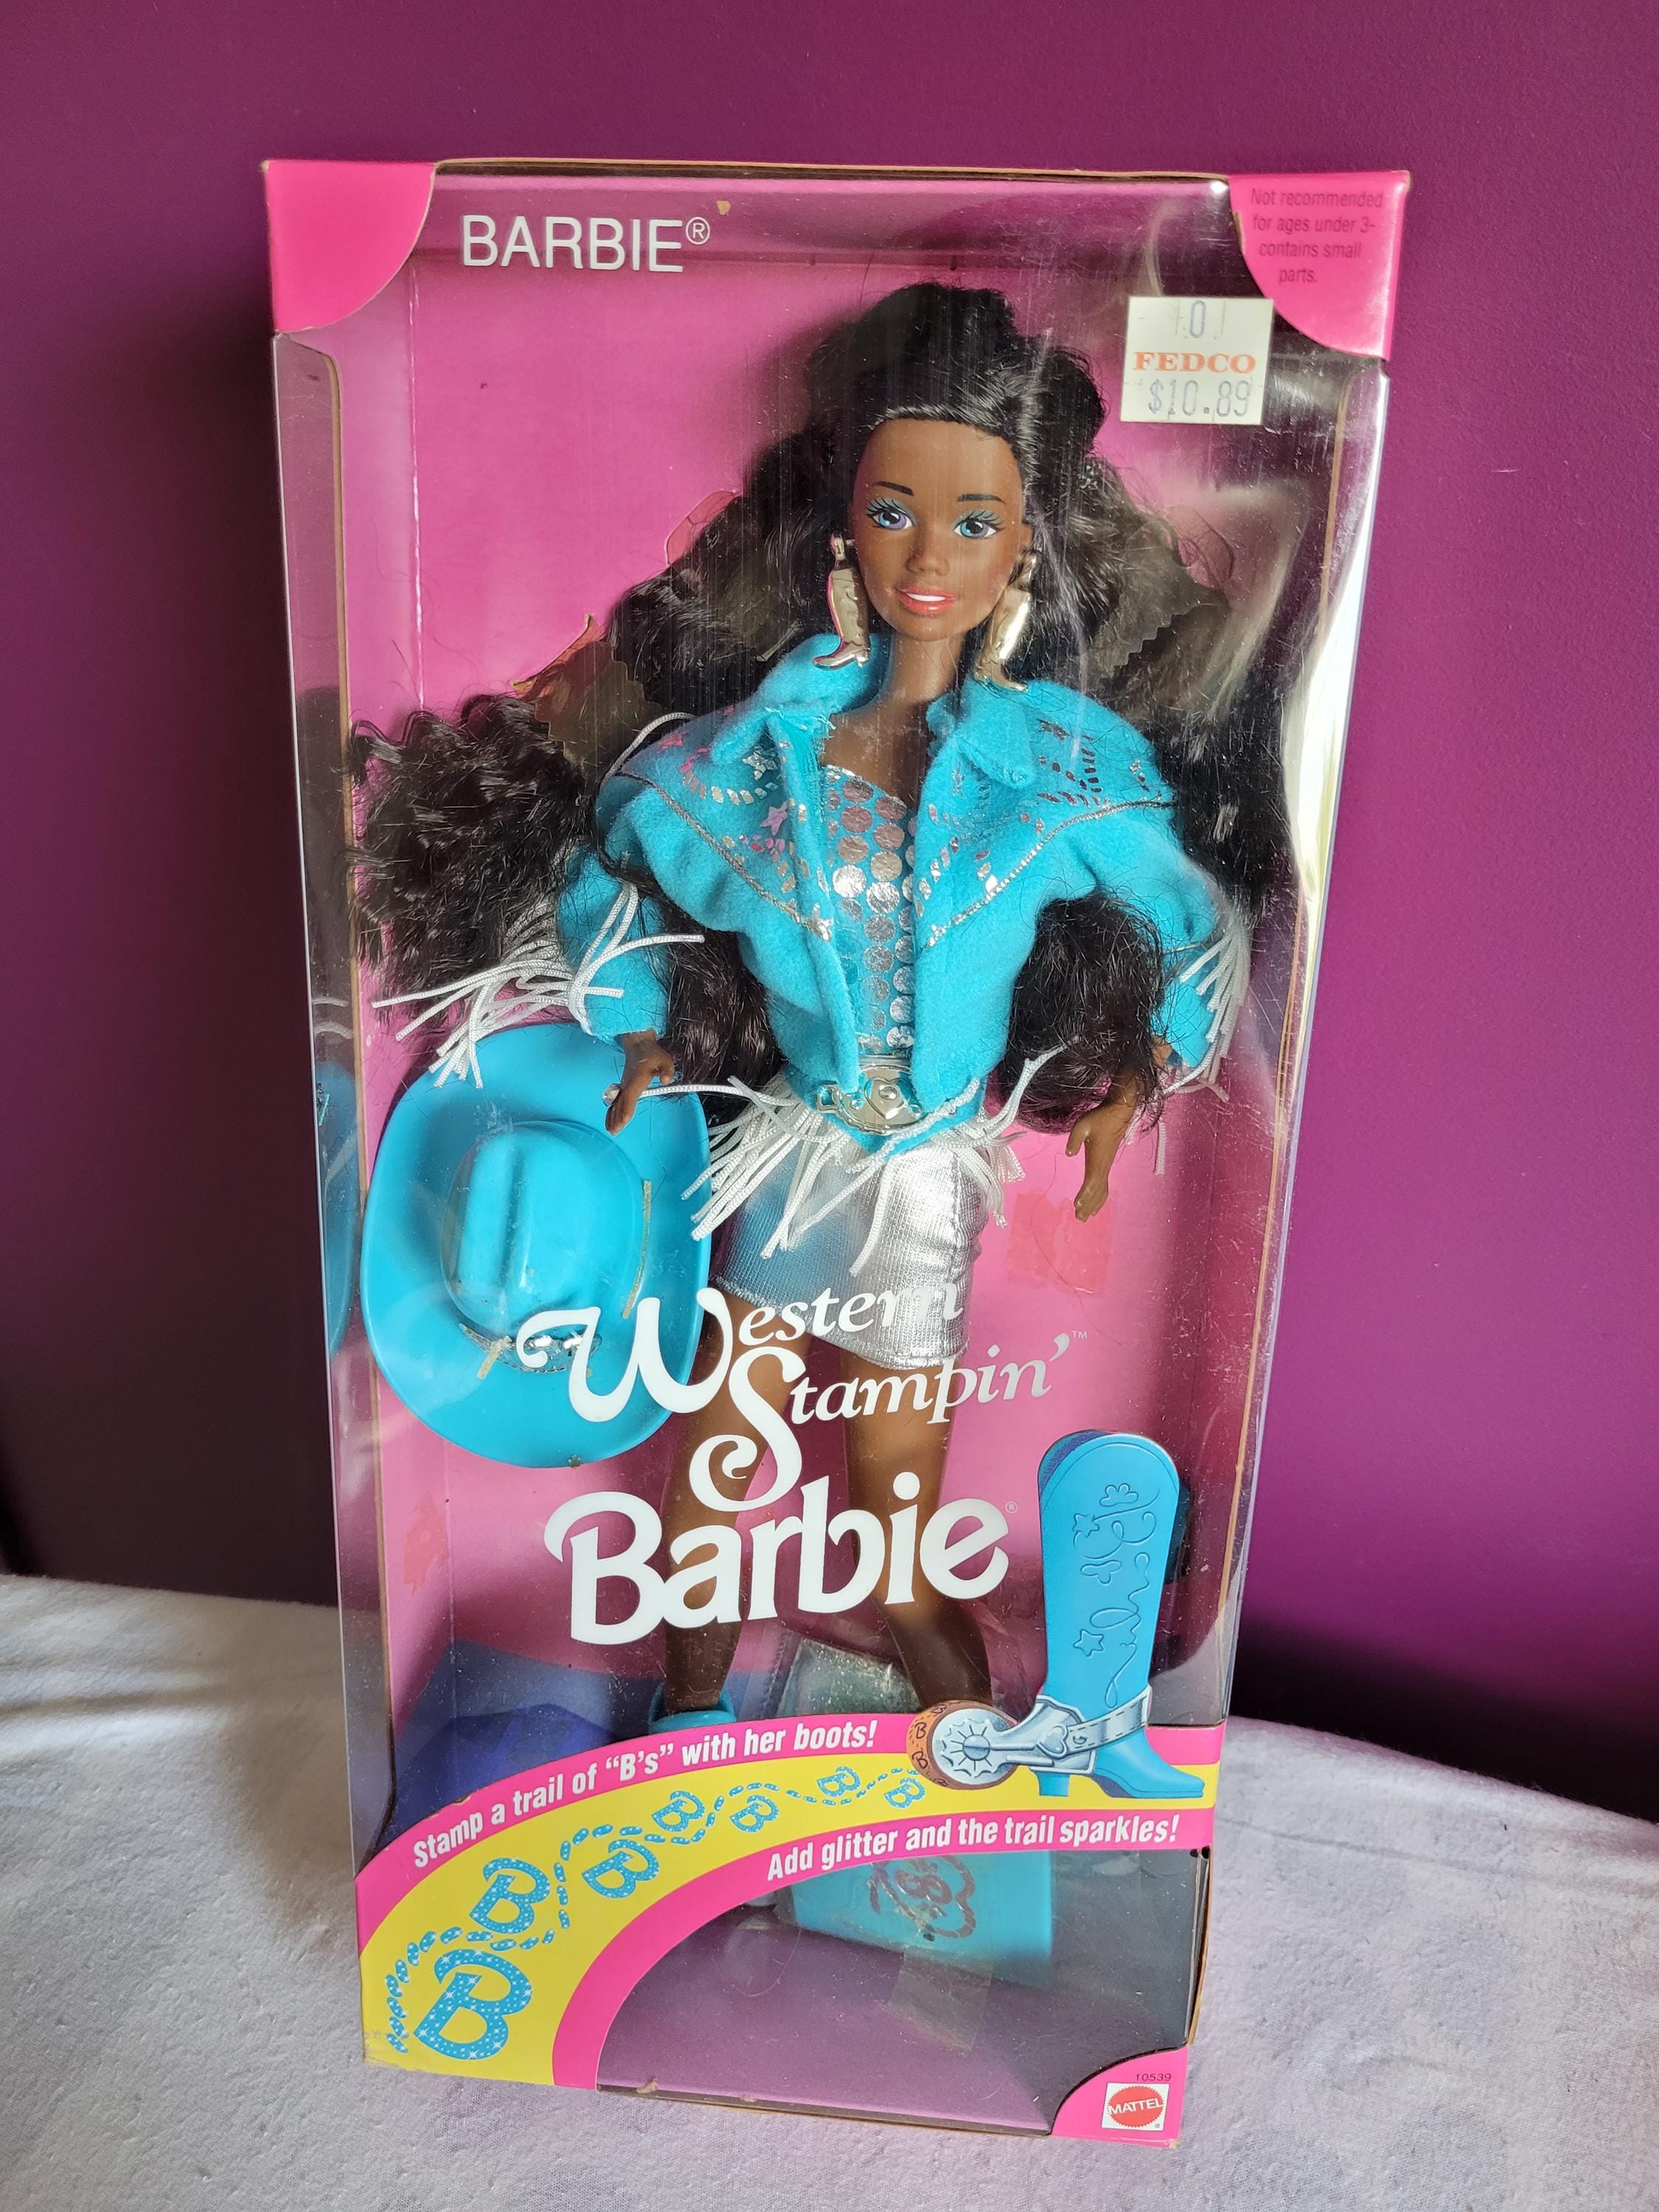 BARBIE®
Not recommended
for ages under 3-
contains small
parts.
FEDCO
$10.89
Western
Stampin'™
Barbie®
Stamp a trail of "B's" with her boots!
Add glitter and the trail sparkles!
B
B
B
B
B
B
B
10539
MATTEL